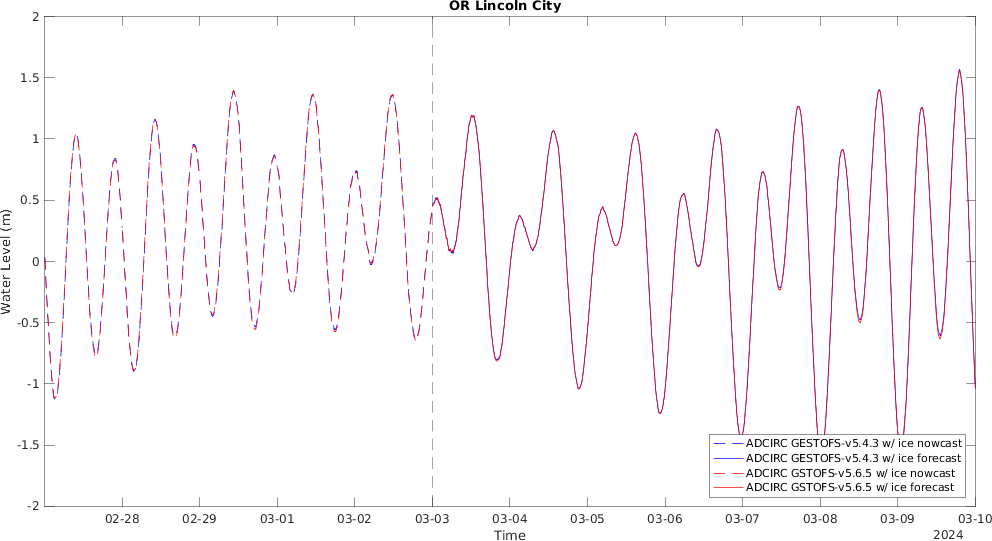 OR Lincoln City
2
1.5
1
0.5
0
-0.5
-1
-1.5
-2
Water Level (m)
02-28 02-29 03-01 03-02 03-03 03-04 03-05 03-06 03-07 03-08 03-09 03-10
Time
2024
ADCIRC GESTOFS-v5.4.3 w/ ice nowcast
ADCIRC GESTOFS-v5.4.3 w/ ice forecast
ADCIRC GSTOFS-v5.6.5 w/ ice nowcast
ADCIRC GSTOFS-v5.6.5 w/ ice forecast